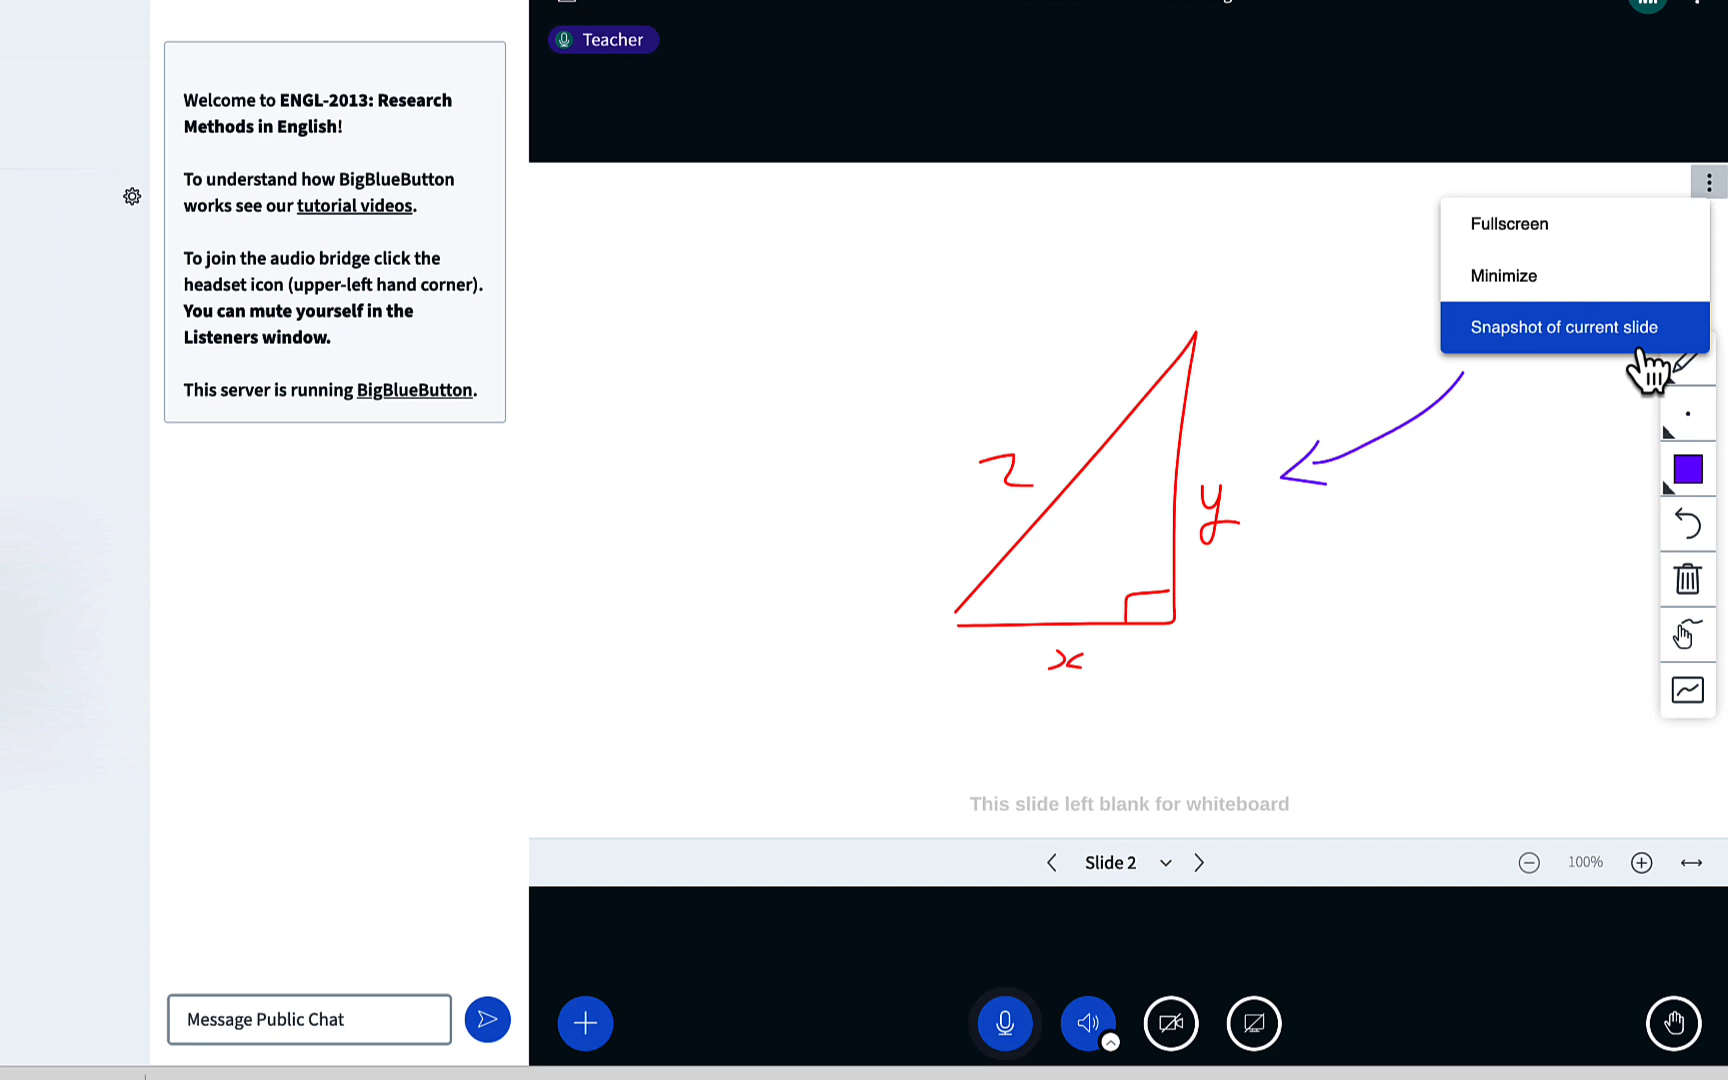 Teacher
Welcome to ENGL-2013: Research
Methods in English!
To understand how BigBlueButton
works see our tutorial videos.
To join the audio bridge click the
headset icon (upper-left hand corner).
You can mute yourself in the
Listeners window.
This server is running BigBlueButton.
Fullscreen
Minimize
Snapshot of current slide
z
y
x
This slide left blank for whiteboard
Slide 2
100%
Message Public Chat